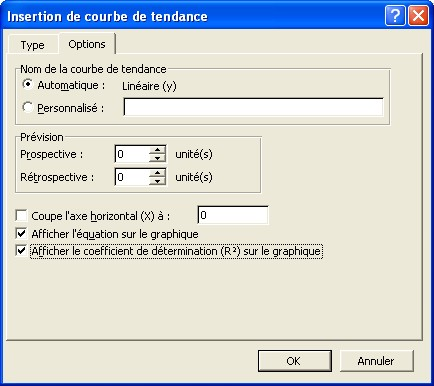 Insertion de courbe de tendance
Type Options
Nom de la courbe de tendance
Automatique : Linéaire (y)
Personnalisé :
Prévision
Prospective : 0 unité(s)
Rétrospective : 0 unité(s)
Coupe l'axe horizontal (X) à : 0
Afficher l'équation sur le graphique
Afficher le coefficient de détermination (R²) sur le graphique
OK Annuler